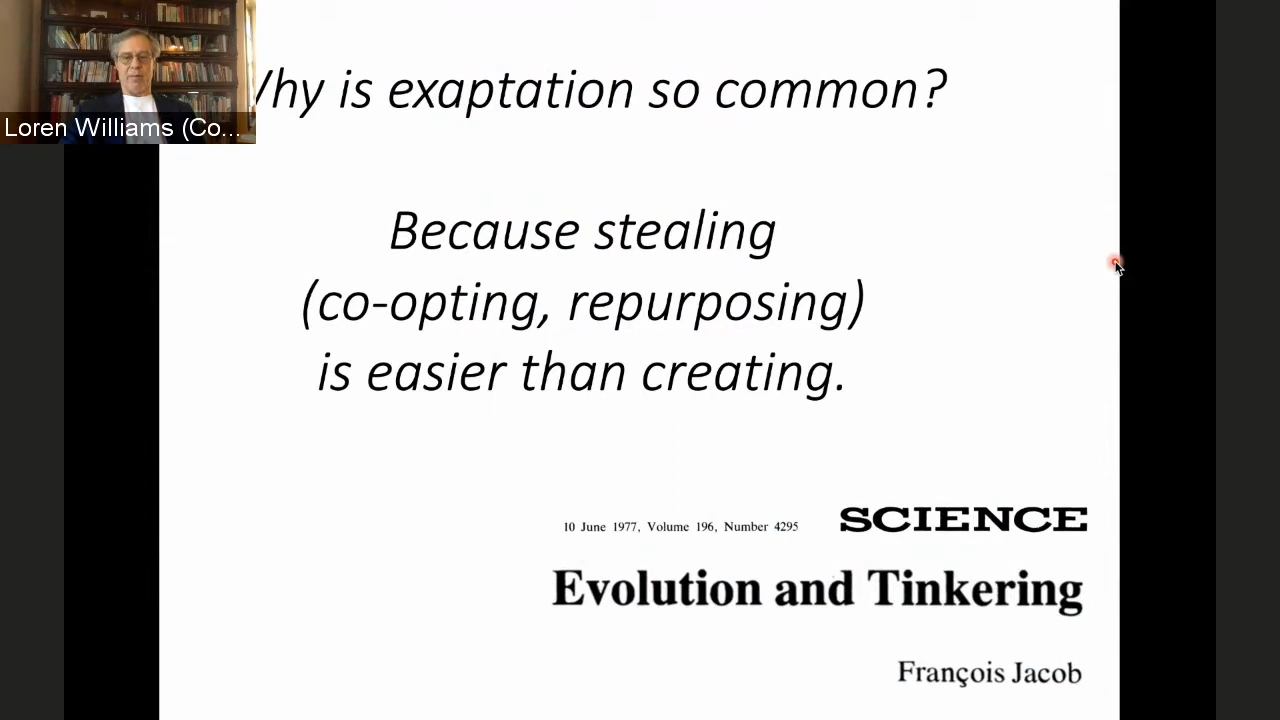 Loren Williams (Co...
hy is exaptation so common?
Because stealing
(co-opting, repurposing)
is easier than creating.
10 June 1977, Volume 196, Number 4295
SCIENCE
Evolution and Tinkering
François Jacob